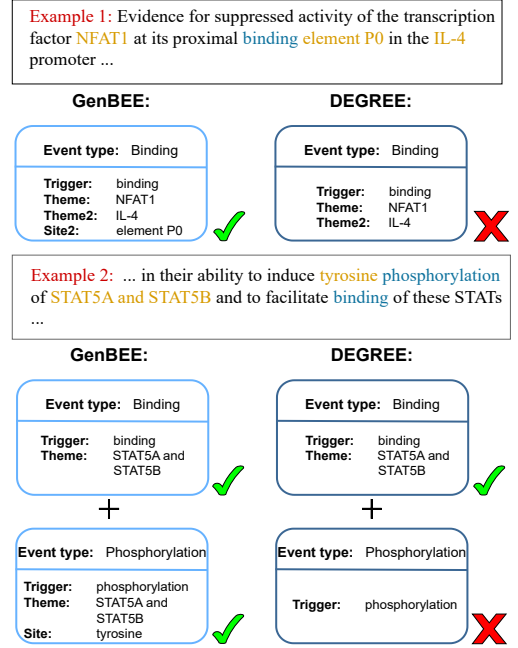 Example 1: Evidence for suppressed activity of the transcription
factor NFAT1 at its proximal binding element P0 in the IL-4
promoter ...
GenBEE:
DEGREE:
Event type: Binding
Trigger: binding
Theme: NFAT1
Theme2: IL-4
Site2: element P0
Event type: Binding
Trigger: binding
Theme: NFAT1
Theme2: IL-4
Example 2: ... in their ability to induce tyrosine phosphorylation
of STAT5A and STAT5B and to facilitate binding of these STATs
...
GenBEE:
DEGREE:
Event type: Binding
Trigger: binding
Theme: STAT5A and
STAT5B
Event type: Binding
Trigger: binding
Theme: STAT5A and
STAT5B
+
+
Event type: Phosphorylation
Trigger: phosphorylation
Theme: STAT5A and
STAT5B
Site: tyrosine
Event type: Phosphorylation
Trigger: phosphorylation